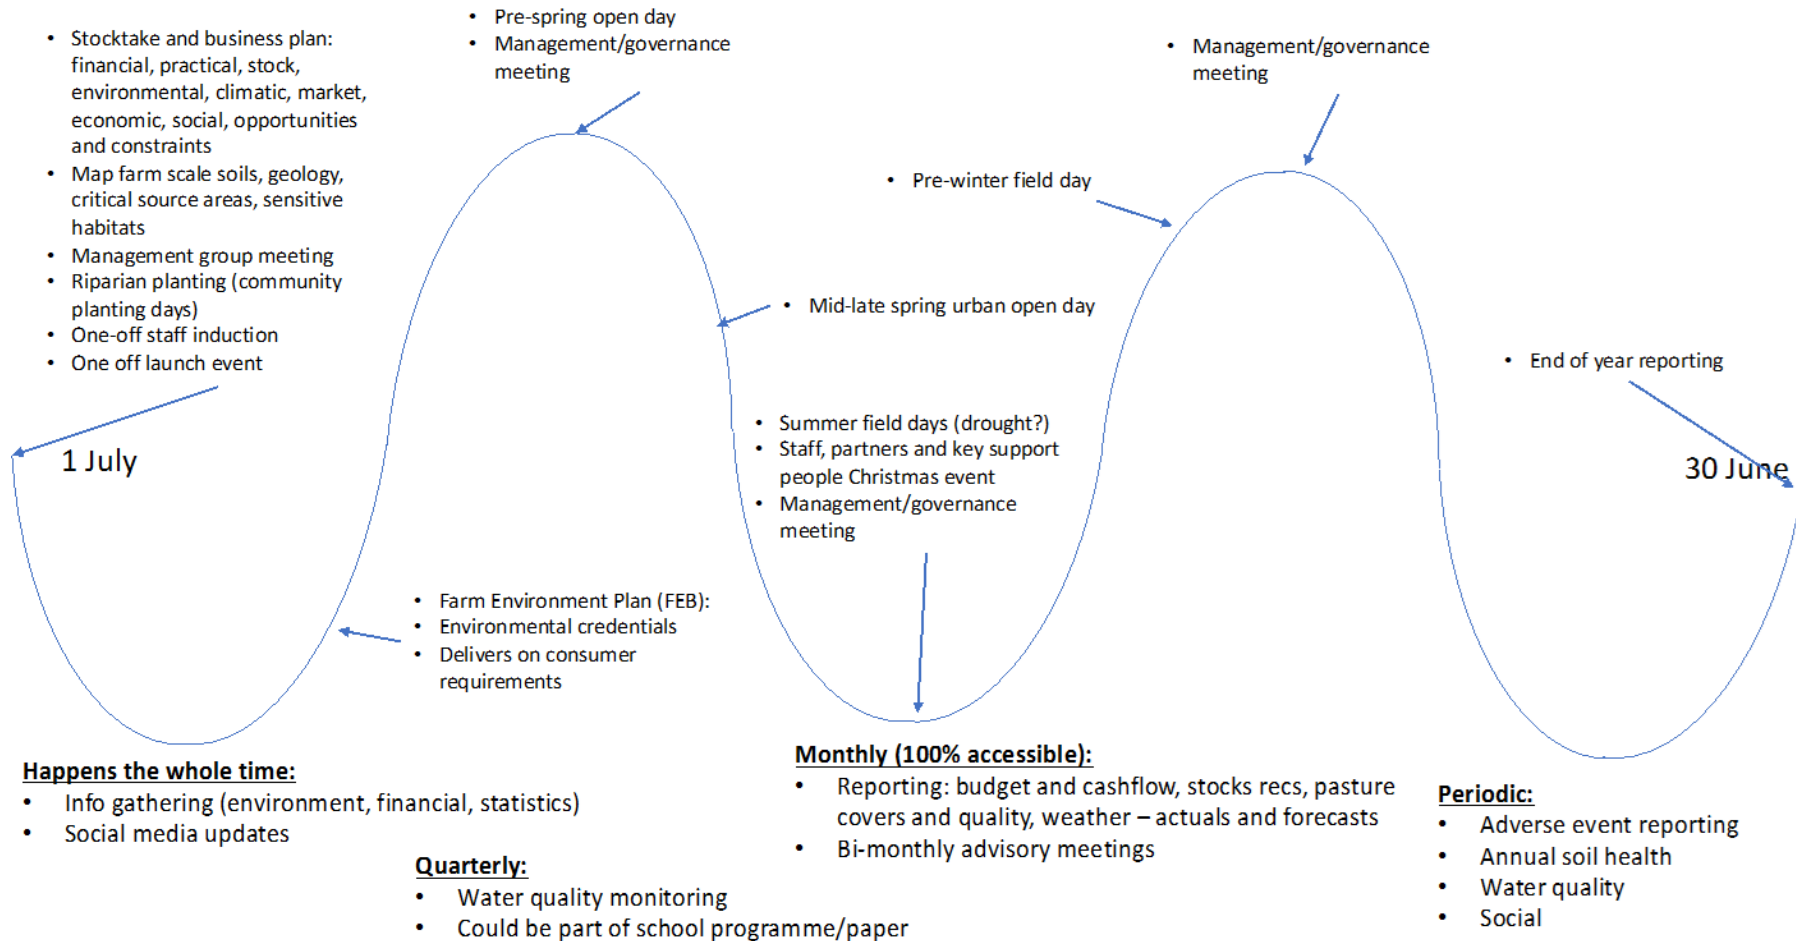 • Stocktake and business plan:
financial, practical, stock,
environmental, climatic, market,
economic, social, opportunities
and constraints
• Map farm scale soils, geology,
critical source areas, sensitive
habitats
• Management group meeting
• Riparian planting (community
planting days)
• One-off staff induction
• One off launch event
1 July
• Pre-spring open day
• Management/governance
meeting
• Farm Environment Plan (FEB):
• Environmental credentials
• Delivers on consumer
requirements
• Mid-late spring urban open day
• Summer field days (drought?)
• Staff, partners and key support
people Christmas event
• Management/governance
meeting
• Pre-winter field day
• Management/governance
meeting
• End of year reporting
30 June
Happens the whole time:
• Info gathering (environment, financial, statistics)
• Social media updates
Quarterly:
• Water quality monitoring
• Could be part of school programme/paper
Monthly (100% accessible):
• Reporting: budget and cashflow, stocks recs, pasture
covers and quality, weather – actuals and forecasts
• Bi-monthly advisory meetings
Periodic:
• Adverse event reporting
• Annual soil health
• Water quality
• Social